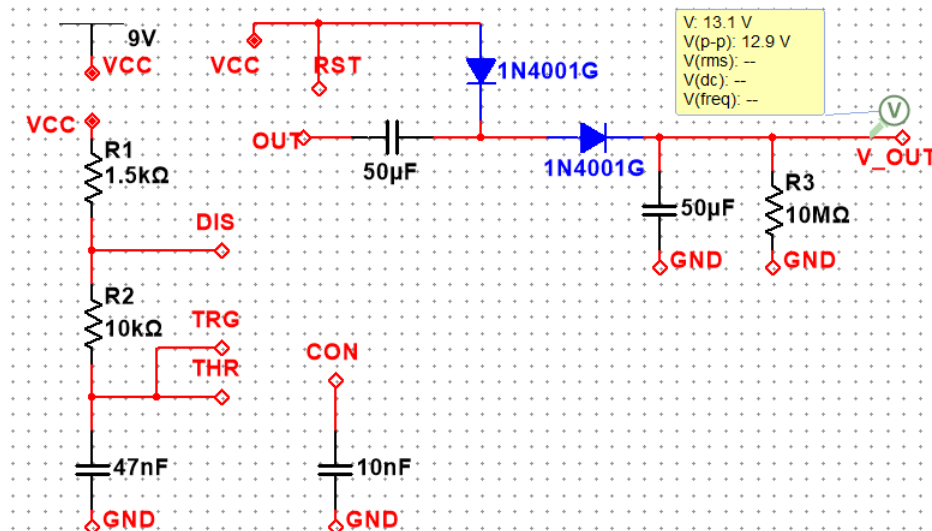 9V
VCC
VCC
RST
1N4001G
V: 13.1 V
V(p-p): 12.9 V
V(rms): --
V(dc): --
V(freq): --
V
VCC
R1
1.5kΩ
OUT
50µF
1N4001G
V_OUT
DIS
50µF
R3
10MΩ
GND
GND
R2
10kΩ
TRG
THR
CON
47nF
10nF
GND
GND